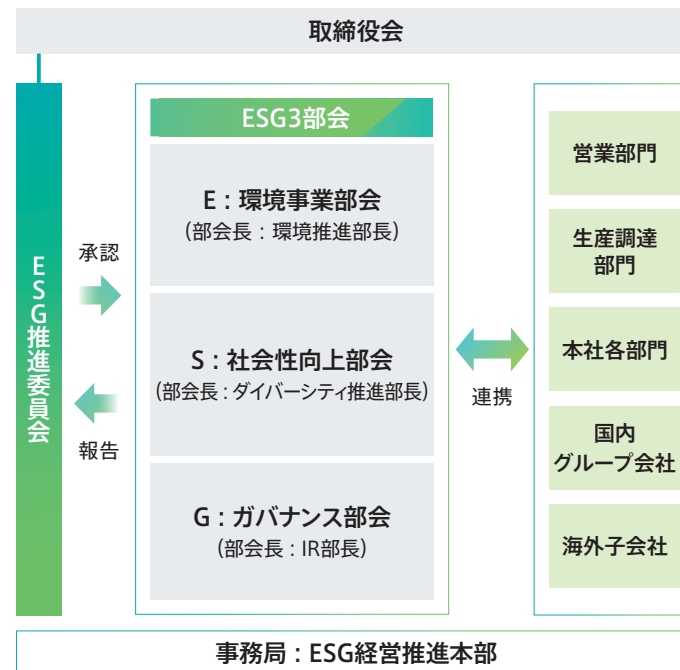 取締役会
ESG推進委員会
承認
報告
ESG3部会
E：環境事業部会
(部会長：環境推進部長)
S：社会性向上部会
(部会長：ダイバーシティ推進部長)
G：ガバナンス部会
(部会長：IR部長)
連携
営業部門
生産調達
部門
本社各部門
国内
グループ会社
海外子会社
事務局：ESG経営推進本部